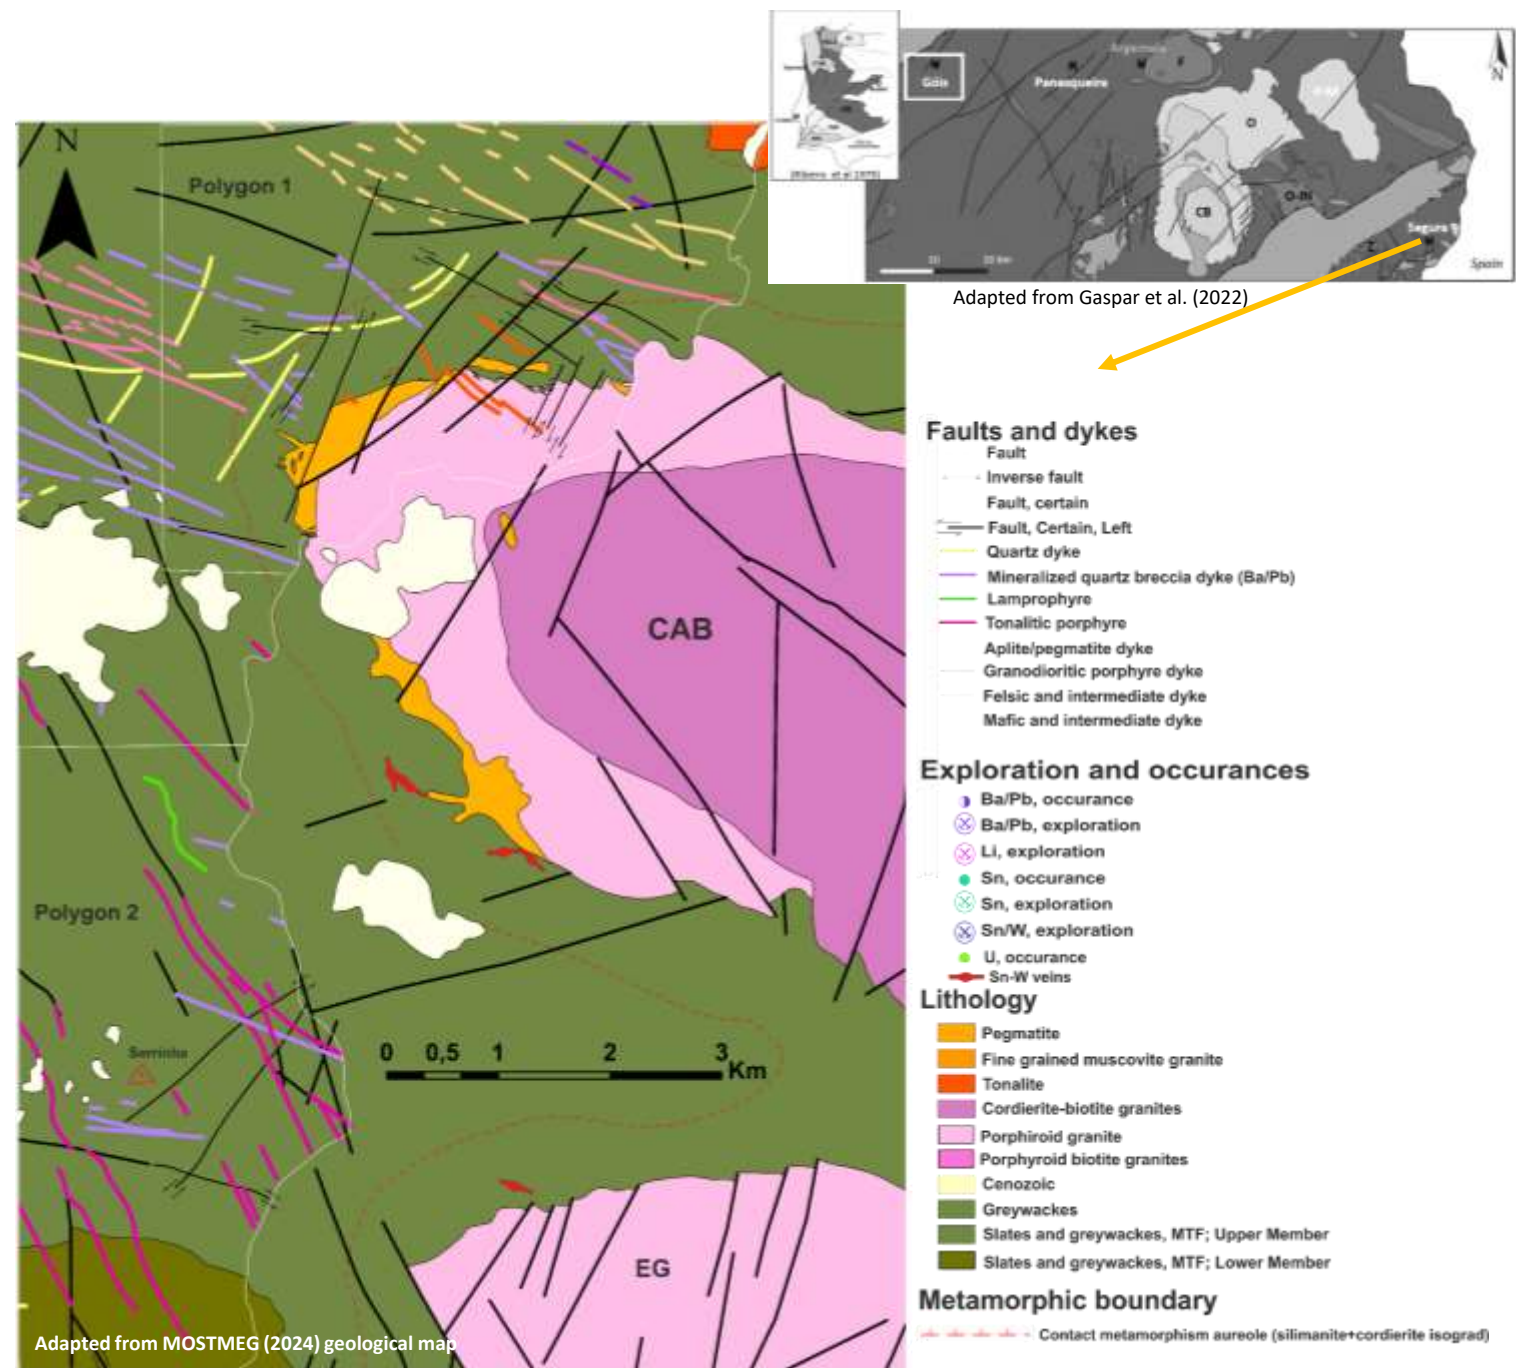 N
Polygon 1
CAB
Polygon 2
Serrinha
0 0,5 1 2 3 Km
EG
Adapted from MOSTMEG (2024) geological map
Góis
Panasqueira
Argemela
CB
Segura
Spain
N
Adapted from Gaspar et al. (2022)
Faults and dykes
Fault
Inverse fault
Fault, certain
Fault, Certain, Left
Quartz dyke
Mineralized quartz breccia dyke (Ba/Pb)
Lamprophyre
Tonalitic porphyre
Aplite/pegmatite dyke
Granodioritic porphyre dyke
Felsic and intermediate dyke
Mafic and intermediate dyke
Exploration and occurances
Ba/Pb, occurance
Ba/Pb, exploration
Li, exploration
Sn, occurance
Sn, exploration
Sn/W, exploration
U, occurance
Sn-W veins
Lithology
Pegmatite
Fine grained muscovite granite
Tonalite
Cordierite-biotite granites
Porphiroid granite
Porphyroid biotite granites
Cenozoic
Greywackes
Slates and greywackes, MTF; Upper Member
Slates and greywackes, MTF; Lower Member
Metamorphic boundary
Contact metamorphism aureole (silimanite+cordierite isograd)